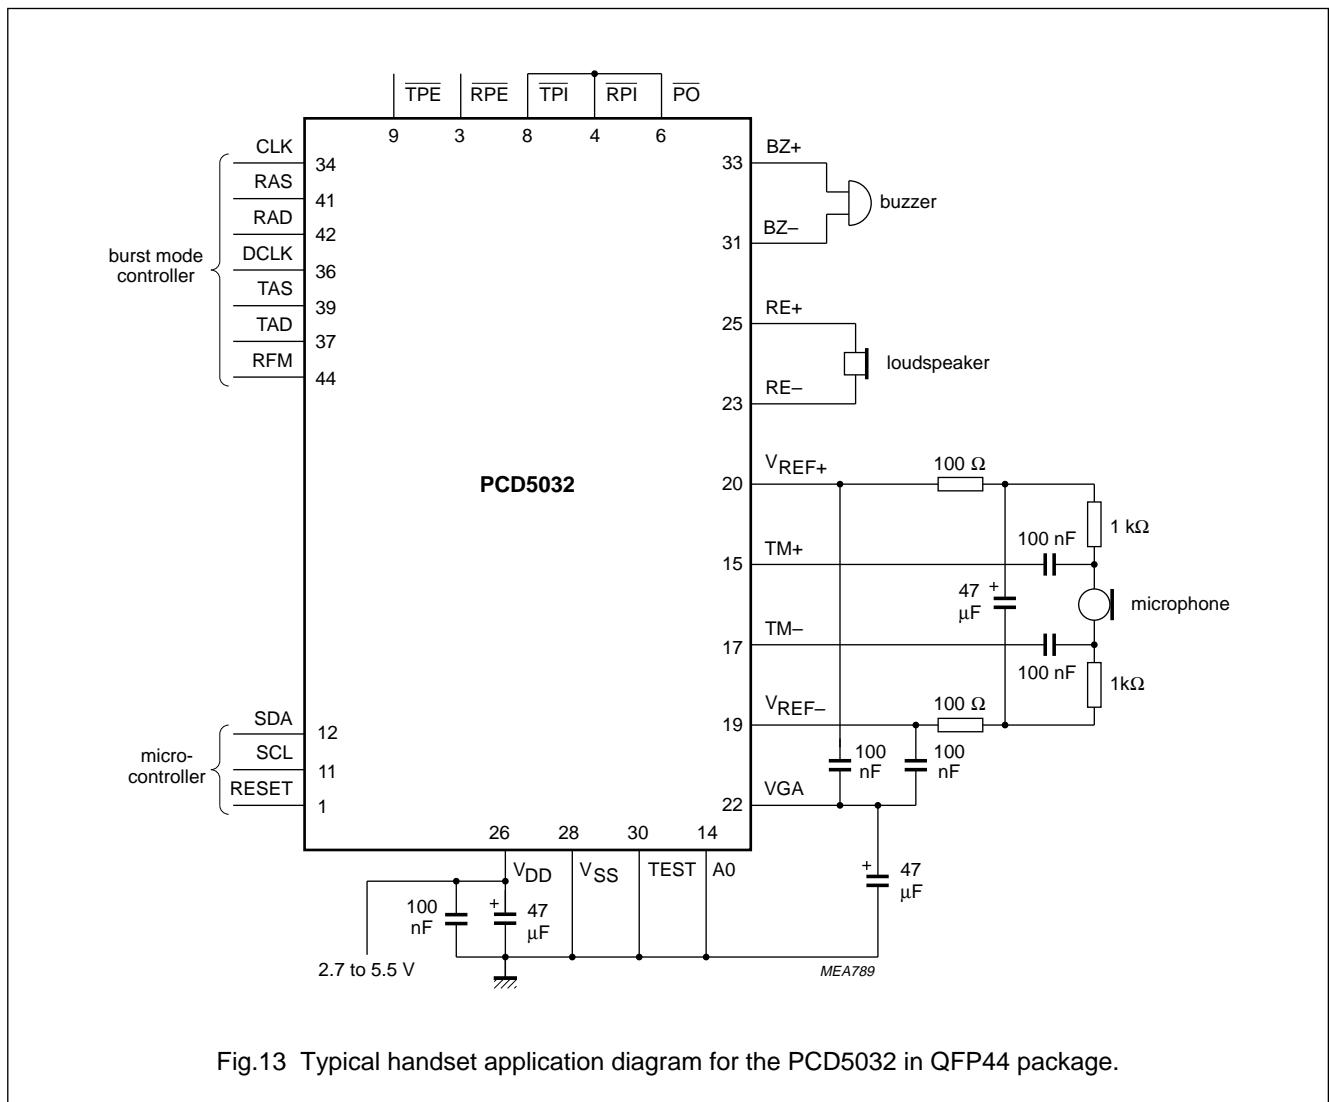 TPE RPE TPI RPI PO
9 3 8 4 6
CLK 34
RAS 41
RAD 42
DCLK 36
TAS 39
TAD 37
RFM 44
burst mode
controller
33 BZ+
31 BZ–
buzzer
25 RE+
23 RE–
loudspeaker
PCD5032
20 VREF+
100 Ω
1 kΩ
15 TM+
100 nF
47
μF
+
microphone
17 TM–
100 nF
1kΩ
19 VREF–
100 Ω
100
nF
100
nF
22 VGA
+
47
μF
SDA 12
SCL 11
RESET 1
micro-
controller
26 28 30 14
VDD VSS TEST A0
100
nF
+
47
μF
2.7 to 5.5 V
MEA789
Fig.13 Typical handset application diagram for the PCD5032 in QFP44 package.